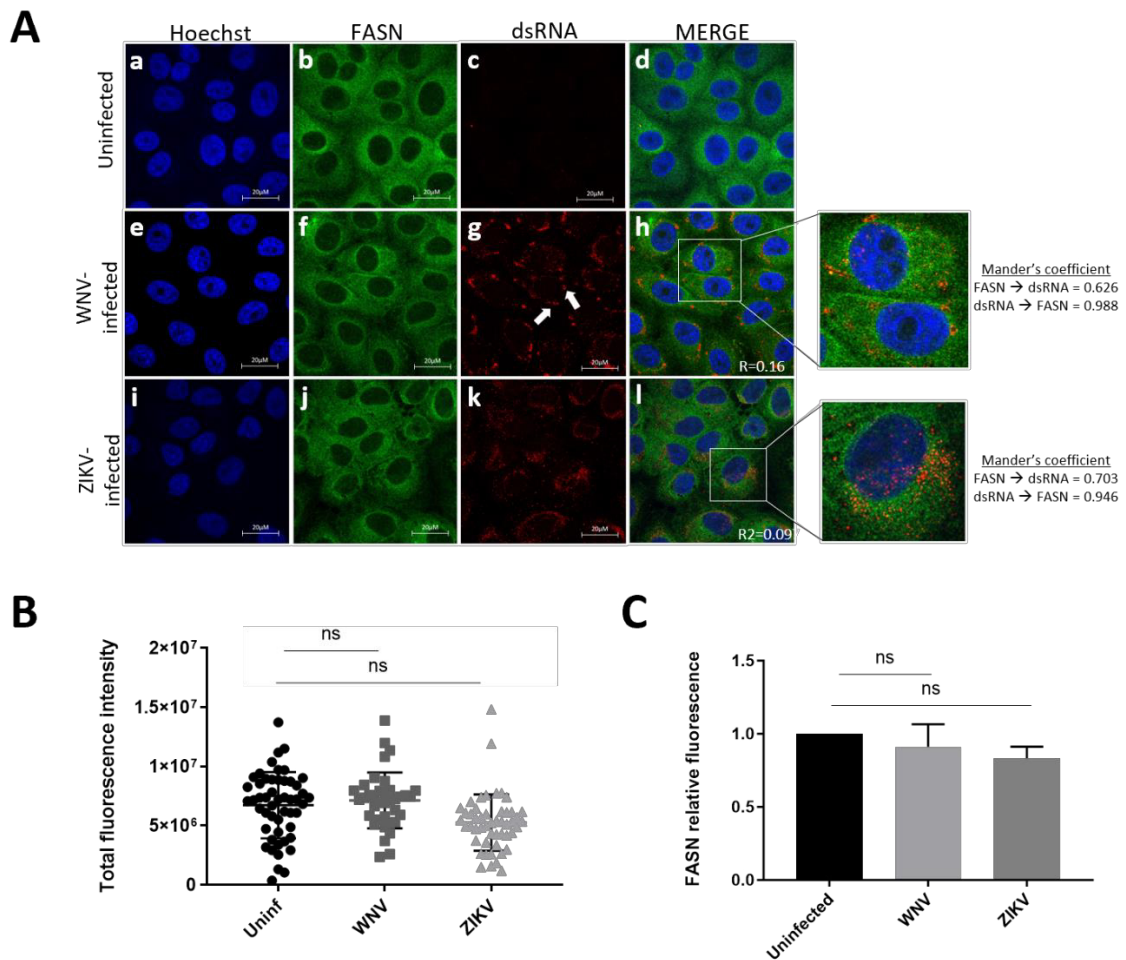 A
Hoechst FASN dsRNA MERGE
Uninfected
a b c d
20µM 20µM 20µM
WNV-
infected
e f g h
20µM 20µM 20µM
R=0.16
Mander's coefficient
FASN → dsRNA = 0.626
dsRNA → FASN = 0.988
ZIKV-
infected
i j k l
20µM 20µM 20µM
R2=0.097
Mander's coefficient
FASN → dsRNA = 0.703
dsRNA → FASN = 0.946
B
Total fluorescence intensity
2×10⁷
1.5×10⁷
1×10⁷
5×10⁶
0
ns
ns
Uninf WNV ZIKV
C
FASN relative fluorescence
1.5
1.0
0.5
0.0
ns
ns
Uninfected WNV ZIKV